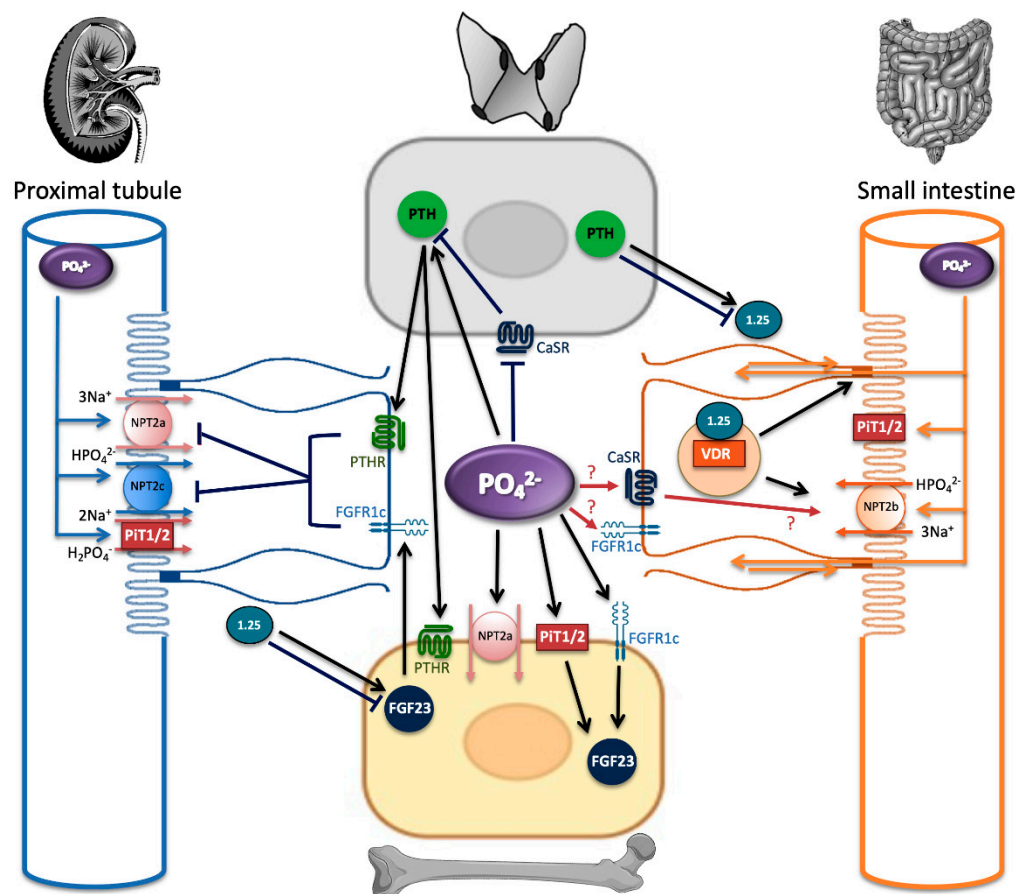 Proximal tubule
Small intestine
PTH
PTH
PO₄²⁻
PO₄²⁻
1.25
CaSR
3Na⁺
NPT2a
HPO₄²⁻
NPT2c
2Na⁺
PiT1/2
H₂PO₄⁻
PTHR
FGFR1c
PO₄²⁻
?
?
CaSR
FGFR1c
1.25
VDR
?
PiT1/2
HPO₄²⁻
NPT2b
3Na⁺
1.25
FGF23
PTHR
NPT2a
PiT1/2
FGFR1c
FGF23